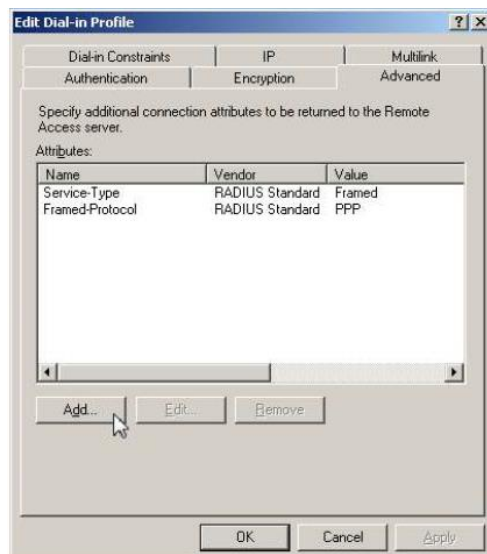 Edit Dial-in Profile
Dial-in Constraints IP Multilink
Authentication Encryption Advanced
Specify additional connection attributes to be returned to the Remote
Access server.
Attributes:
Name Vendor Value
Service-Type RADIUS Standard Framed
Framed-Protocol RADIUS Standard PPP
Add... Edit... Remove
OK Cancel Apply